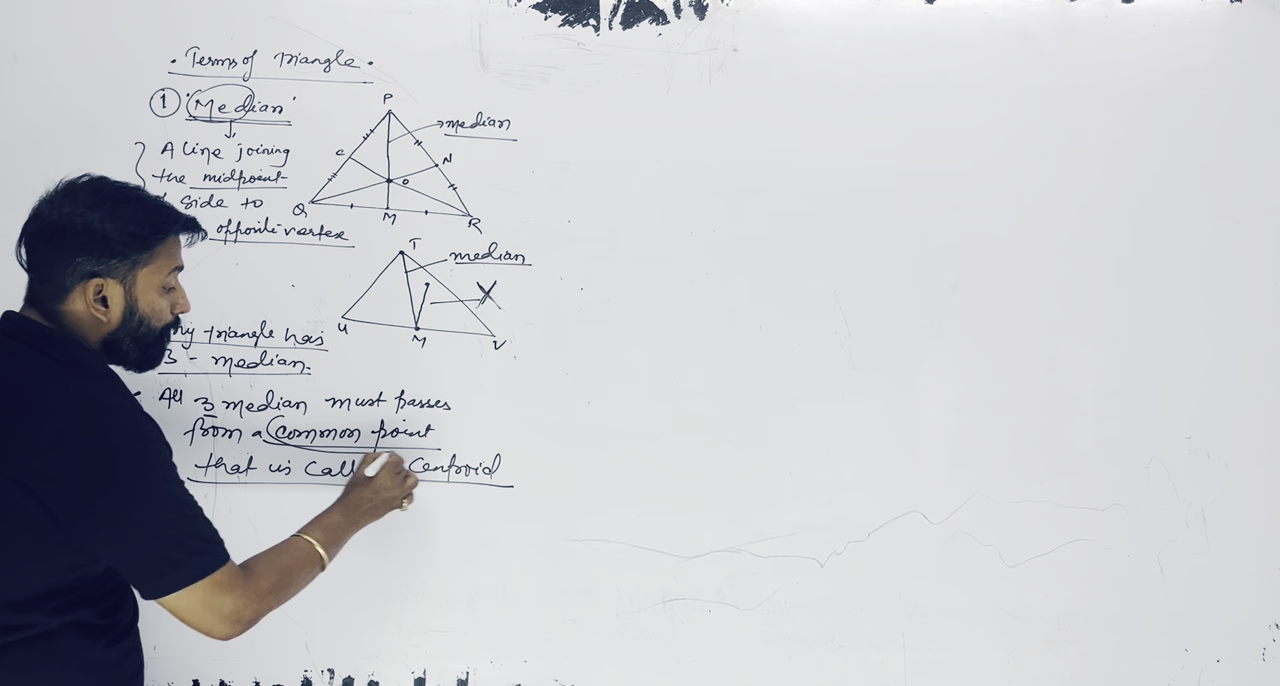 . Terms of Triangle .
① 'Median'
A line joining
the midpoint
side to
opposite vertex
P
median
C
N
O
Q
M
R
T
median
X
U
M
V
ny triangle has
3 - median.
All 3 median must passes
from a common point
that is call Centroid